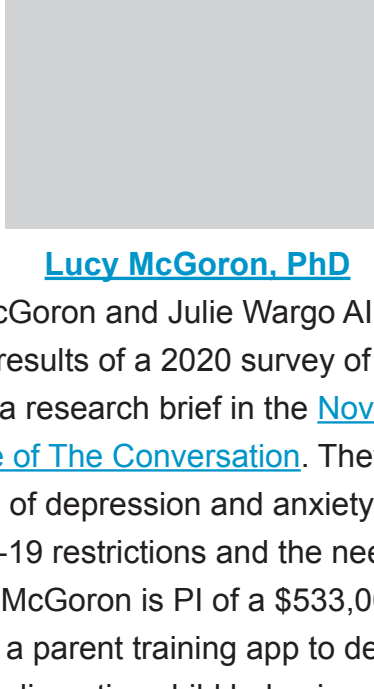 Lucy McGoron, PhD
cGoron and Julie Wargo AI
results of a 2020 survey of
a research brief in the Nov
e of The Conversation. The
of depression and anxiety
-19 restrictions and the nee
McGoron is PI of a $533,00
a parent training app to de